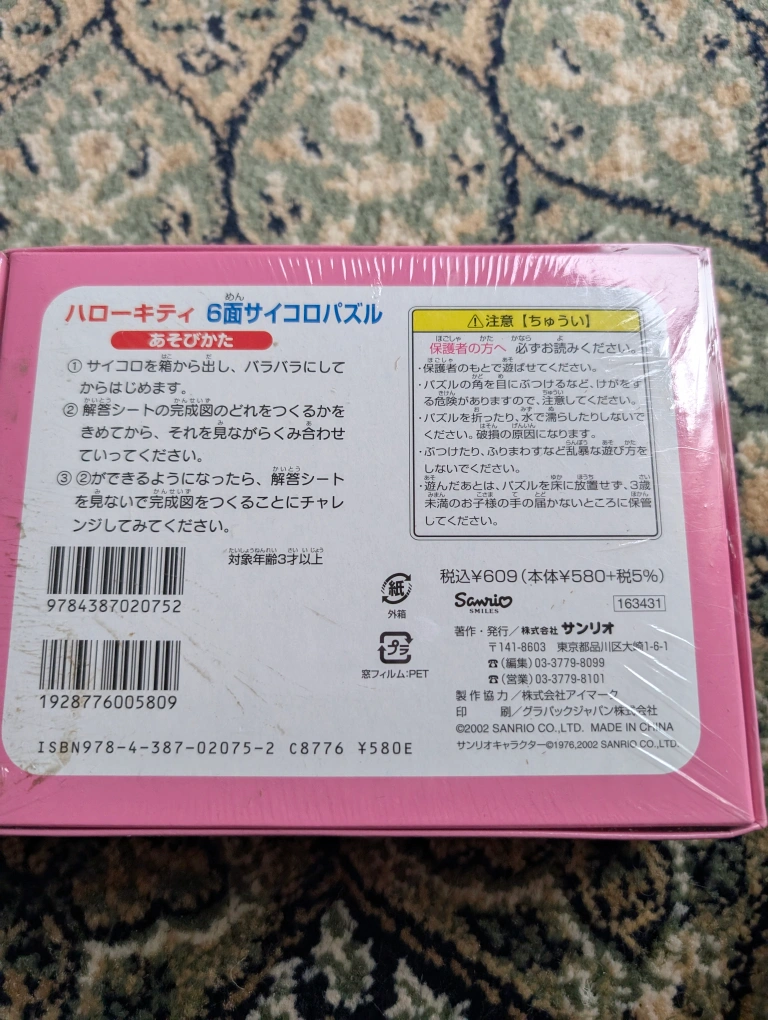 ハローキティ 6面サイコロパズル
めん
あそびかた
① サイコロを箱から出し、バラバラにして
からはじめます。
② 解答シートの完成図のどれをつくるかを
きめてから、それを見ながらくみ合わせ
ていってください。
③ ②ができるようになったら、解答シート
を見ないで完成図をつくることにチャレ
ンジしてみてください。
対象年齢3才以上
たいしょうねんれい さい いじょう
9784387020752
1928776005809
ISBN978-4-387-02075-2 C8776 ¥580E
⚠注意【ちゅうい】
保護者の方へ 必ずお読みください。
・保護者のもとで遊ばせてください。
・パズルの角を目にぶつけるなど、けがをす
る危険がありますので、注意してください。
・パズルを折ったり、水で濡らしたりしないで
ください。破損の原因になります。
・ぶつけたり、ふりまわすなど乱暴な遊び方を
しないでください。
・遊んだあとは、パズルを床に放置せず、3歳
未満のお子様の手の届かないところに保管
してください。
紙
外箱
プラ
窓フィルム:PET
税込¥609(本体¥580+税5%)
Sanrio
SMILES
163431
著作・発行/株式会社 サンリオ
〒141-8603 東京都品川区大崎1-6-1
☎(編集)03-3779-8099
☎(営業)03-3779-8101
製作協力/株式会社アイマーク
印 刷/グラパックジャパン株式会社
©2002 SANRIO CO.,LTD. MADE IN CHINA
サンリオキャラクター©1976,2002 SANRIO CO.,LTD.